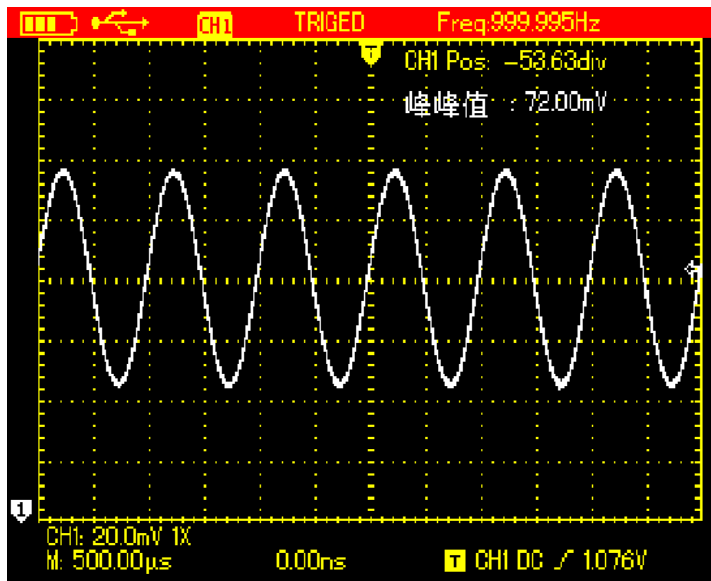 CH1 TRIGED Freq:999.995Hz
T
CH1 Pos: -53.63div
峰峰值 : 72.00mV
1
CH1: 20.0mV 1X
M: 500.00µs 0.00ns T CH1 DC 1.076V